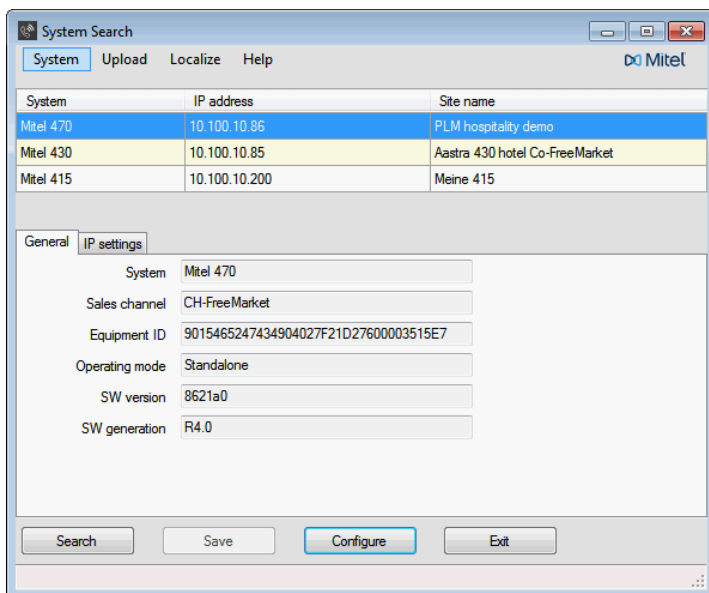 System Search
System Upload Localize Help Mitel
System IP address Site name
Mitel 470 10.100.10.86 PLM hospitality demo
Mitel 430 10.100.10.85 Aastra 430 hotel Co-FreeMarket
Mitel 415 10.100.10.200 Meine 415
General IP settings
System Mitel 470
Sales channel CH-FreeMarket
Equipment ID 9015465247434904027F21D27600003515E7
Operating mode Standalone
SW version 8621a0
SW generation R4.0
Search Save Configure Exit